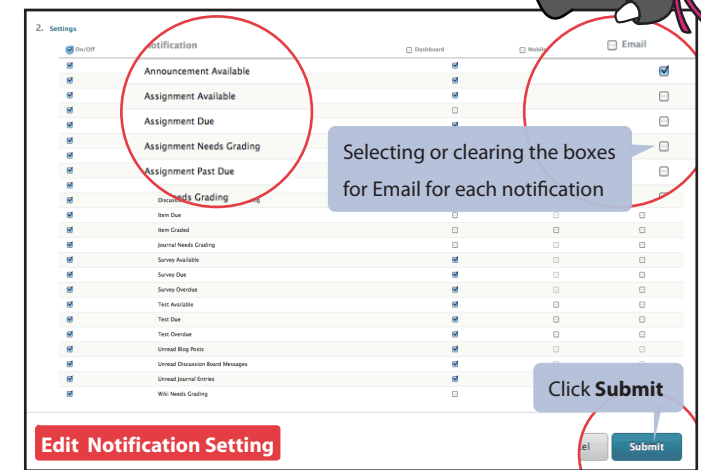 2. Settings
On/Off Notification Dashboard Mobile Email
Announcement Available
Assignment Available
Assignment Due
Assignment Needs Grading
Assignment Past Due
Needs Grading
Selecting or clearing the boxes
for Email for each notification
Item Due
Item Graded
Journal Needs Grading
Survey Available
Survey Due
Survey Overdue
Test Available
Test Due
Test Overdue
Unread Blog Posts
Unread Discussion Board Messages
Unread Journal Entries
Wiki Needs Grading
Click Submit
Edit Notification Setting
Submit